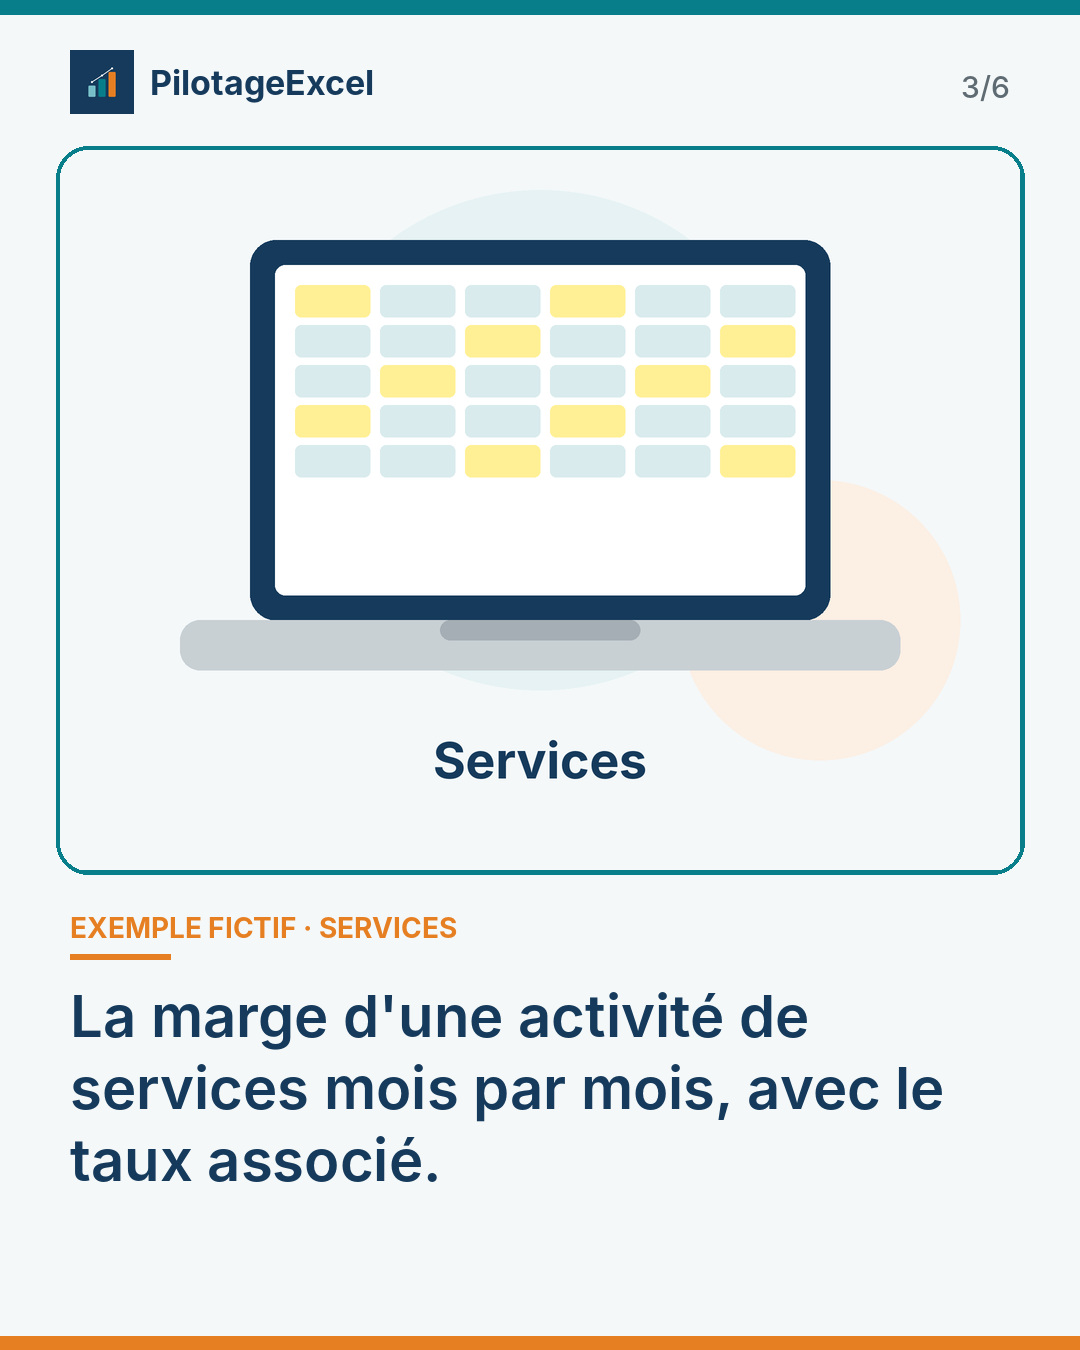 PilotageExcel
3/6
Services
EXEMPLE FICTIF · SERVICES
La marge d'une activité de
services mois par mois, avec le
taux associé.